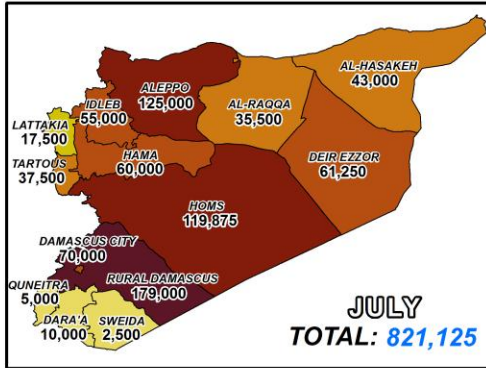 AL-HASAKEH
43,000
ALEPPO
125,000
AL-RAQQA
35,500
IDLEB
55,000
LATTAKIA
17,500
TARTOUS
37,500
HAMA
60,000
DEIR EZZOR
61,250
HOMS
119,875
DAMASCUS CITY
70,000
RURAL DAMASCUS
179,000
QUNEITRA
5,000
DARA'A
10,000
SWEIDA
2,500
JULY
TOTAL: 821,125